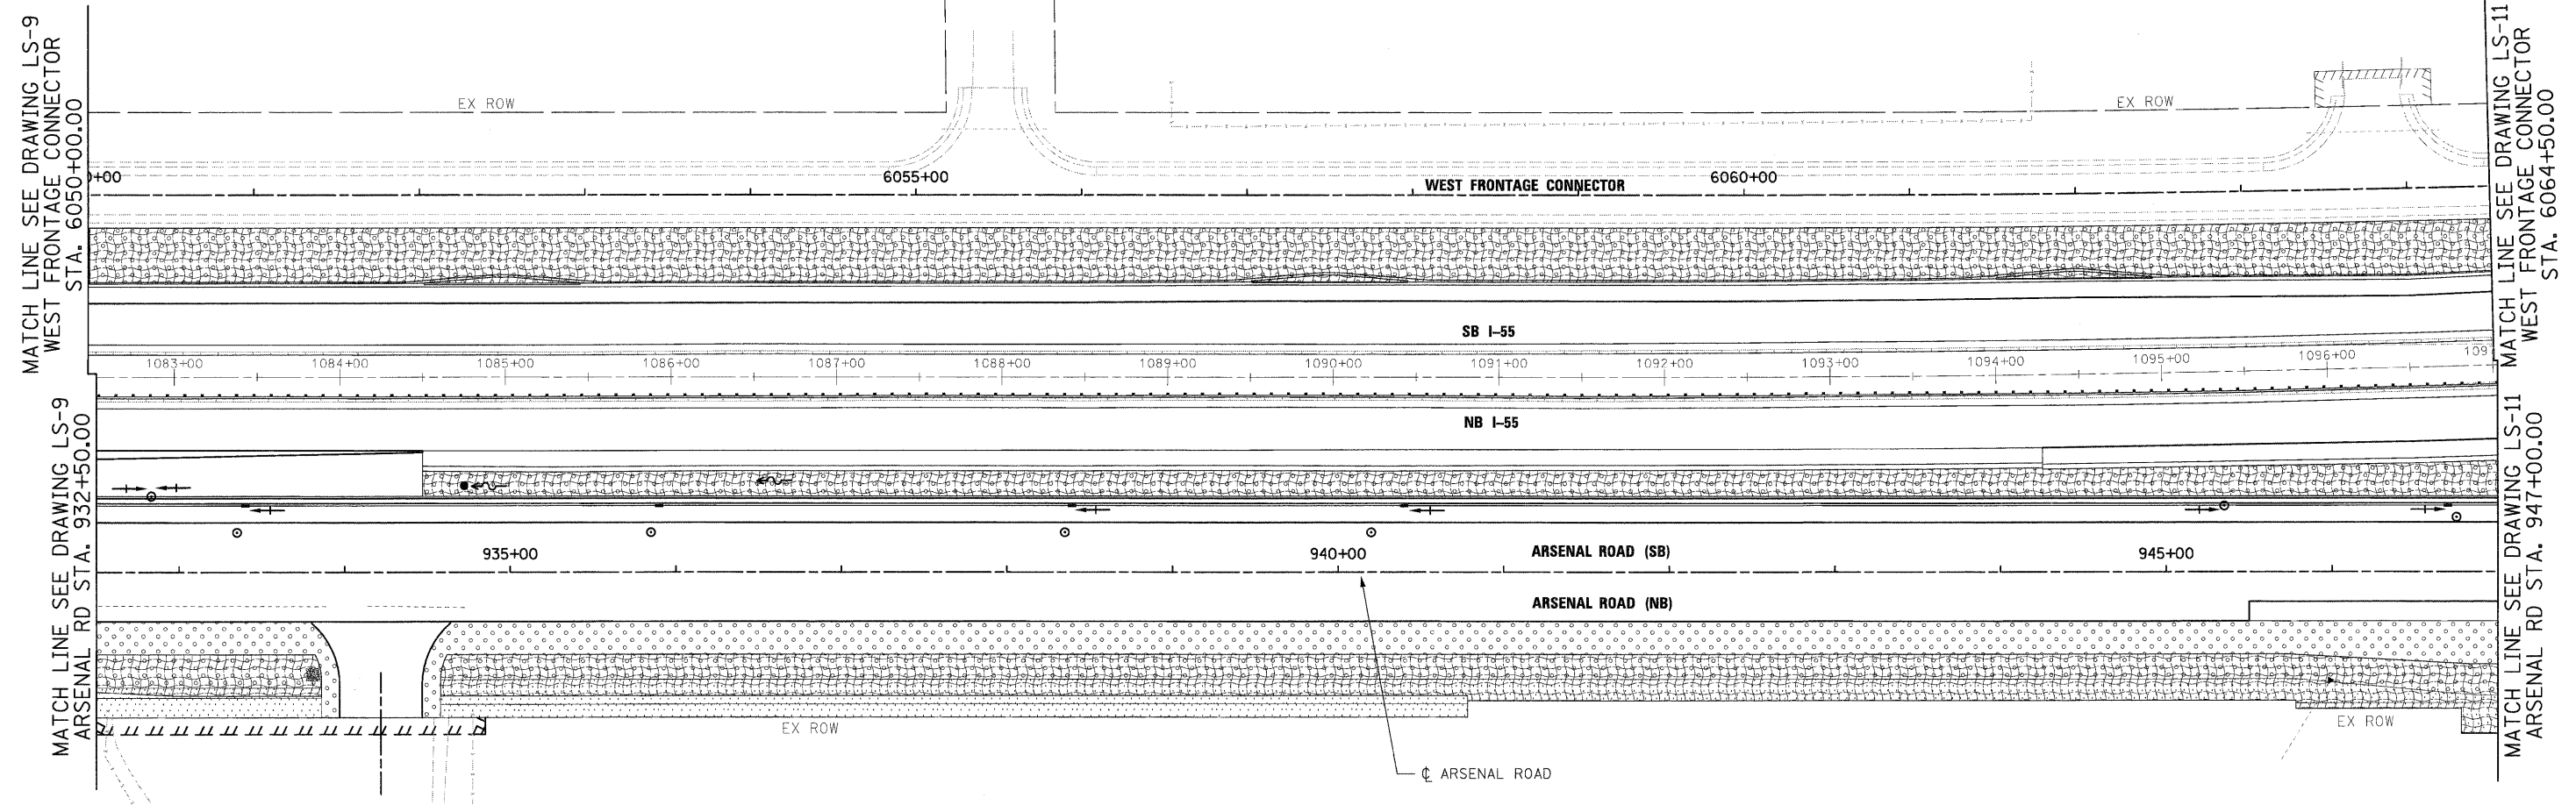 MATCH LINE SEE DRAWING LS-9
WEST FRONTAGE CONNECTOR
STA. 6050+00.00
MATCH LINE SEE DRAWING LS-11
WEST FRONTAGE CONNECTOR
STA. 6064+50.00
EX ROW
EX ROW
0+00
6055+00
6060+00
WEST FRONTAGE CONNECTOR
SB I-55
1083+00
1084+00
1085+00
1086+00
1087+00
1088+00
1089+00
1090+00
1091+00
1092+00
1093+00
1094+00
1095+00
1096+00
109
NB I-55
MATCH LINE SEE DRAWING LS-9
ARSENAL RD STA. 932+50.00
MATCH LINE SEE DRAWING LS-11
ARSENAL RD STA. 947+00.00
935+00
940+00
ARSENAL ROAD (SB)
945+00
ARSENAL ROAD (NB)
EX ROW
EX ROW
℄ ARSENAL ROAD